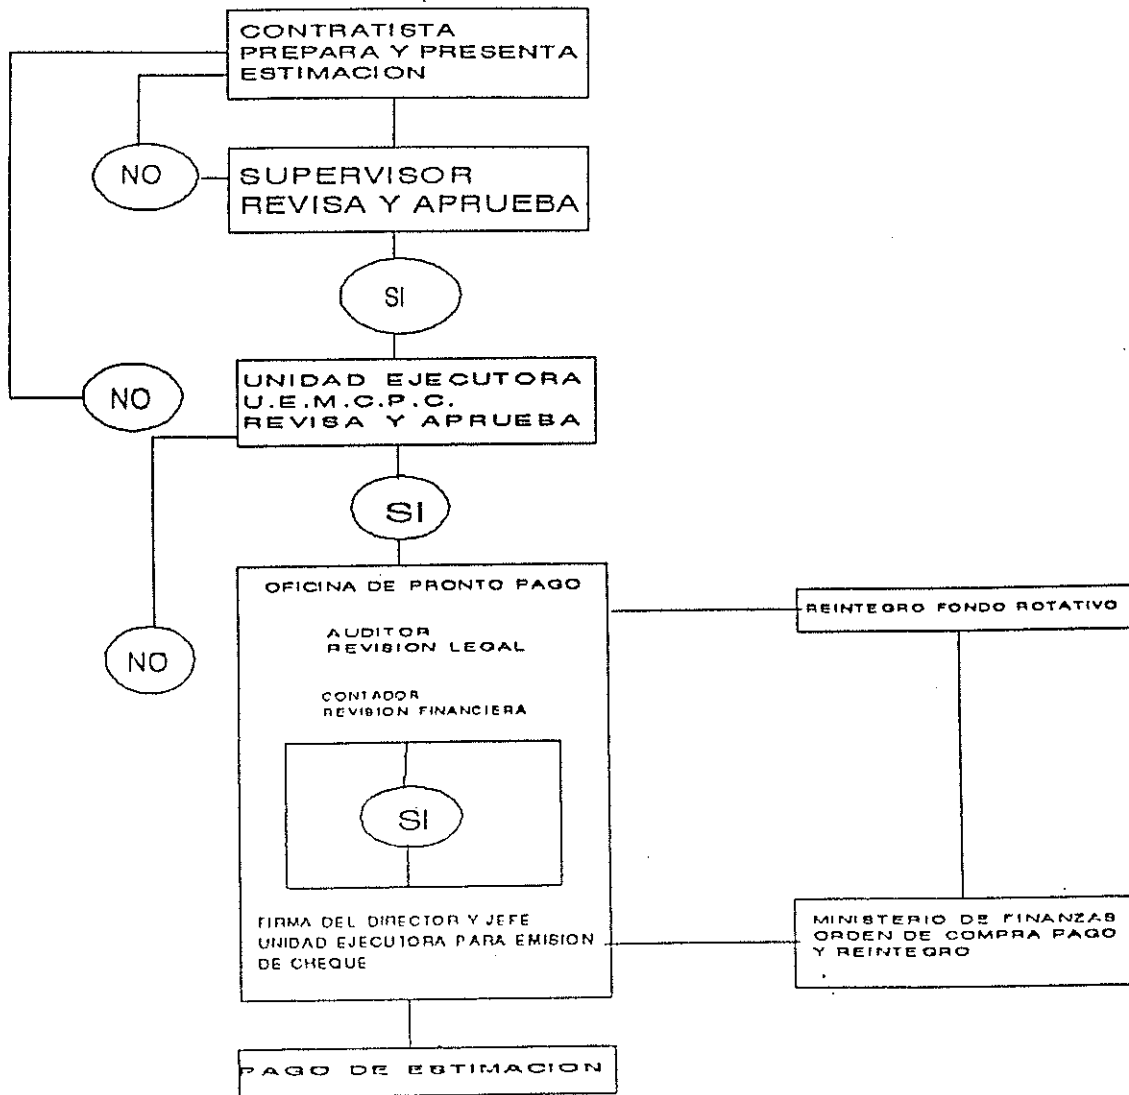 CONTRATISTA
PREPARA Y PRESENTA
ESTIMACION
NO
SUPERVISOR
REVISA Y APRUEBA
SI
NO
UNIDAD EJECUTORA
U.E.M.C.P.C.
REVISA Y APRUEBA
SI
OFICINA DE PRONTO PAGO
REINTEGRO FONDO ROTATIVO
AUDITOR
REVISION LEGAL
NO
CONTADOR
REVISION FINANCIERA
SI
FIRMA DEL DIRECTOR Y JEFE
UNIDAD EJECUTORA PARA EMISION
DE CHEQUE
MINISTERIO DE FINANZAS
ORDEN DE COMPRA PAGO
Y REINTEGRO
PAGO DE ESTIMACION